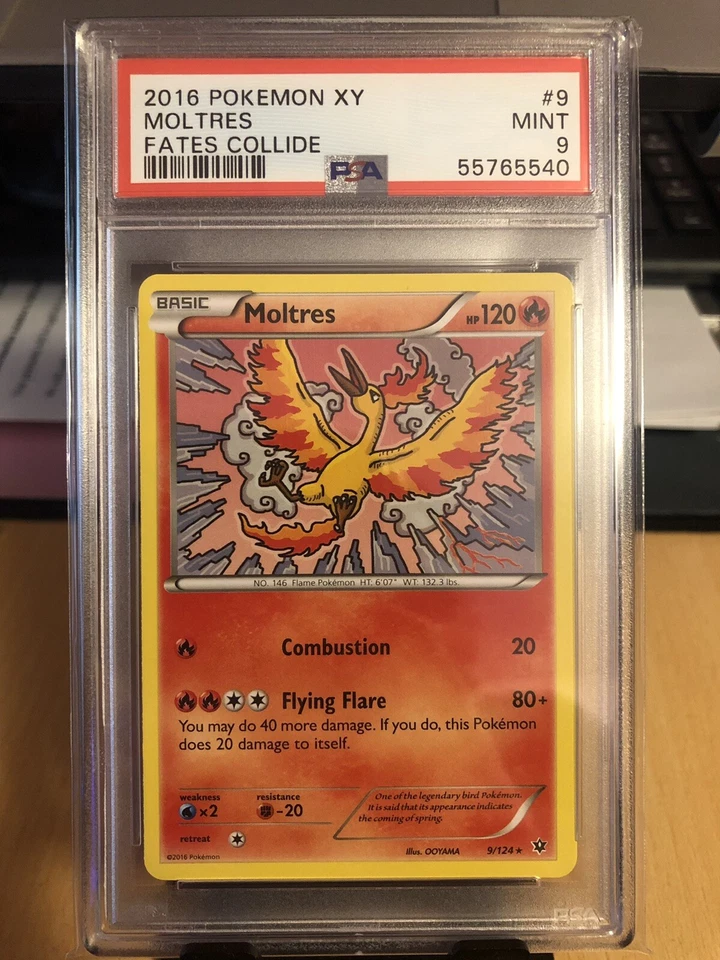 2016 POKEMON XY #9
MOLTRES MINT
FATES COLLIDE 9
PSA 55765540
BASIC Moltres HP 120
NO. 146 Flame Pokémon HT: 6'07" WT: 132.3 lbs.
Combustion 20
Flying Flare 80+
You may do 40 more damage. If you do, this Pokémon
does 20 damage to itself.
weakness resistance
×2 -20
retreat
One of the legendary bird Pokémon.
It is said that its appearance indicates
the coming of spring.
©2016 Pokémon
Illus. OOYAMA 9/124 ★
PSA